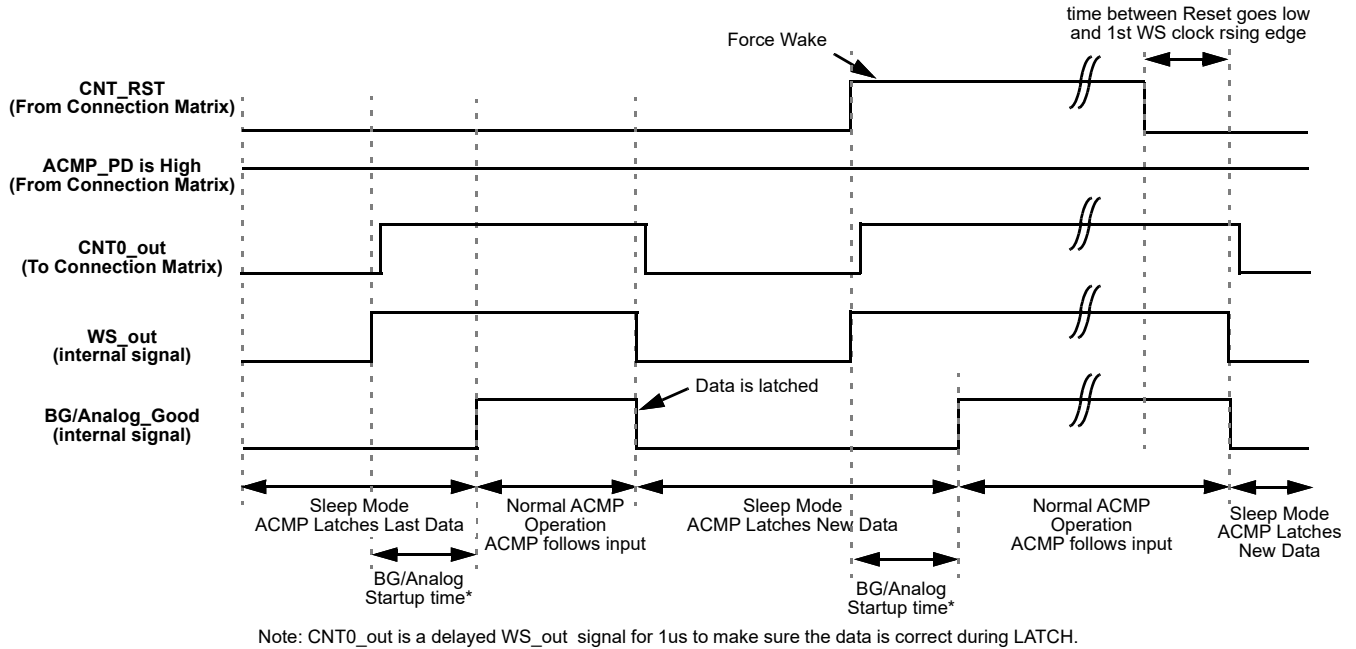 time between Reset goes low
and 1st WS clock rsing edge
Force Wake
CNT_RST
(From Connection Matrix)
ACMP_PD is High
(From Connection Matrix)
CNT0_out
(To Connection Matrix)
WS_out
(internal signal)
Data is latched
BG/Analog_Good
(internal signal)
Sleep Mode
ACMP Latches Last Data
Normal ACMP
Operation
ACMP follows input
Sleep Mode
ACMP Latches New Data
Normal ACMP
Operation
ACMP follows input
Sleep Mode
ACMP Latches
New Data
BG/Analog
Startup time*
BG/Analog
Startup time*
Note: CNT0_out is a delayed WS_out signal for 1us to make sure the data is correct during LATCH.